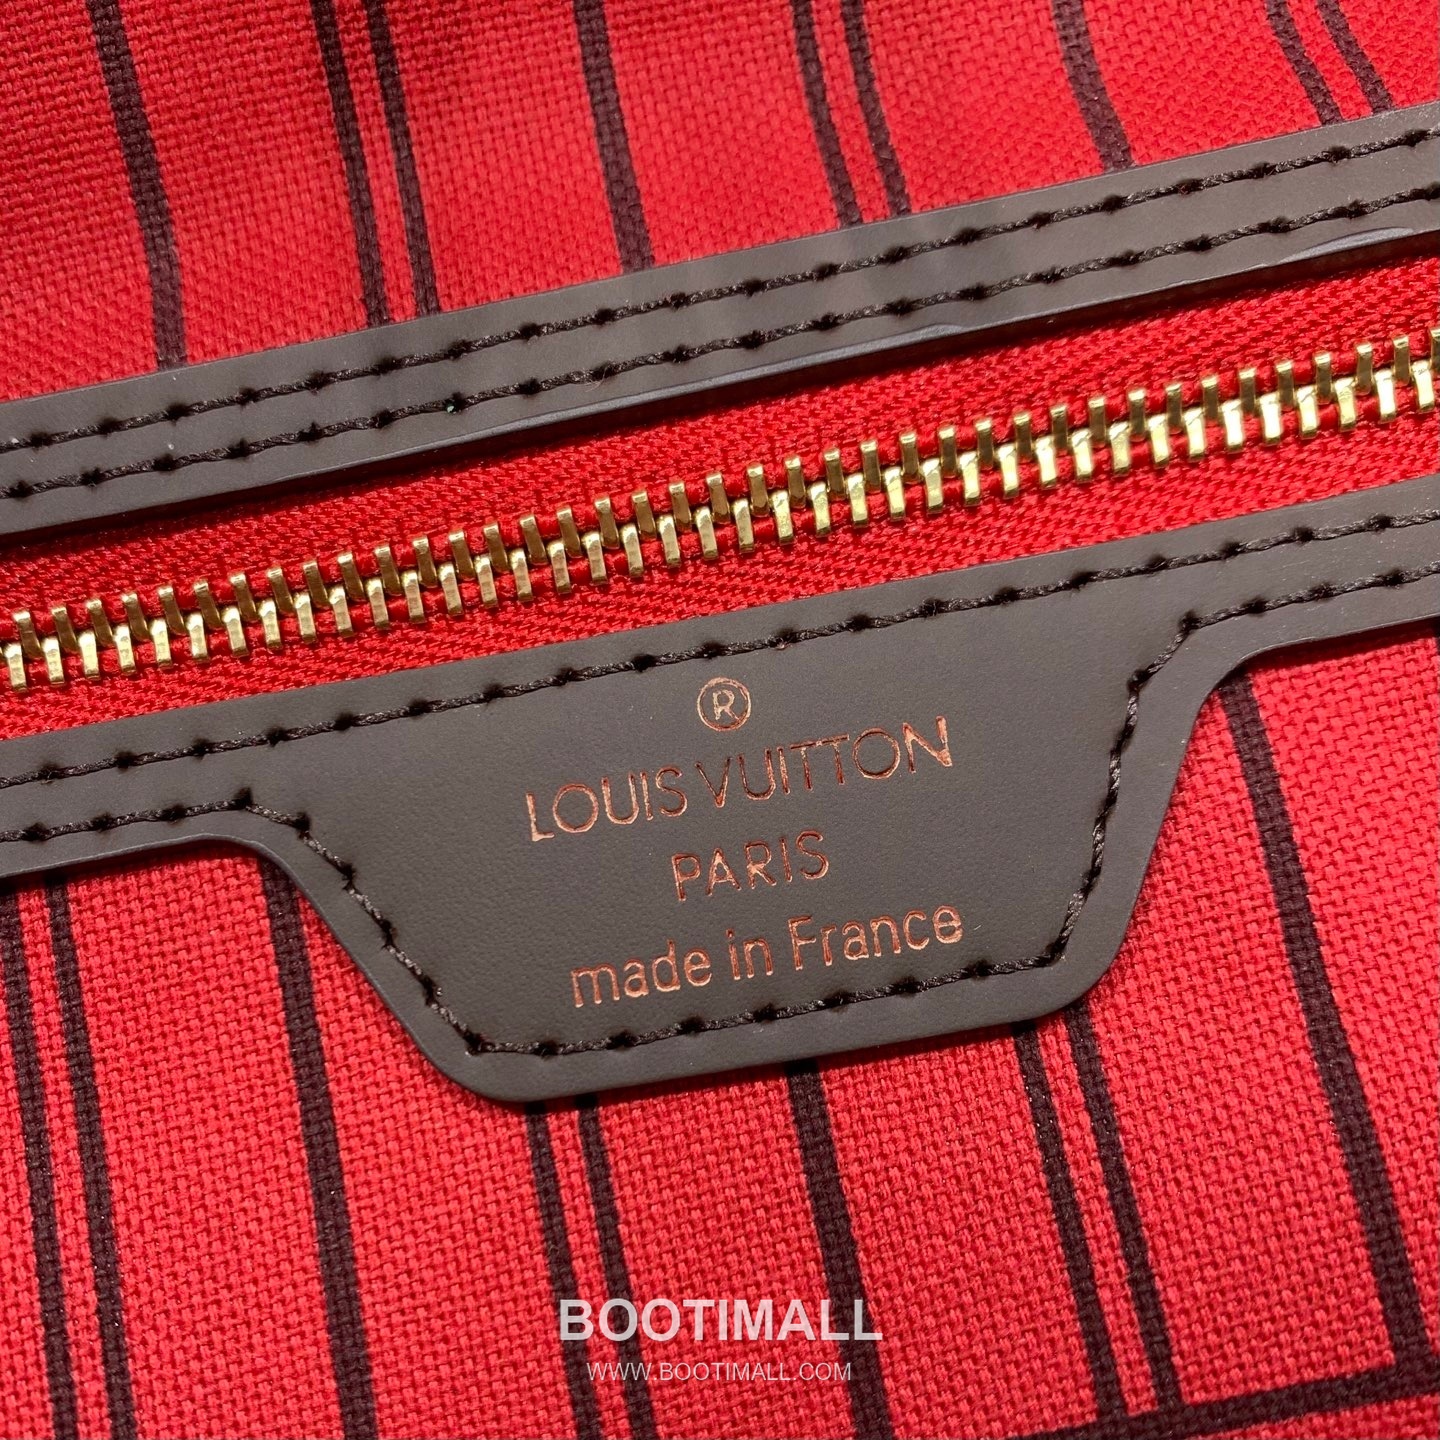 ®
LOUIS VUITTON
PARIS
made in France
BOOTIMALL
WWW.BOOTIMALL.COM